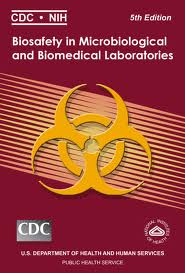 CDC • NIH
5th Edition
Biosafety in Microbiological
and Biomedical Laboratories
CDC
U.S. DEPARTMENT OF HEALTH AND HUMAN SERVICES
PUBLIC HEALTH SERVICE